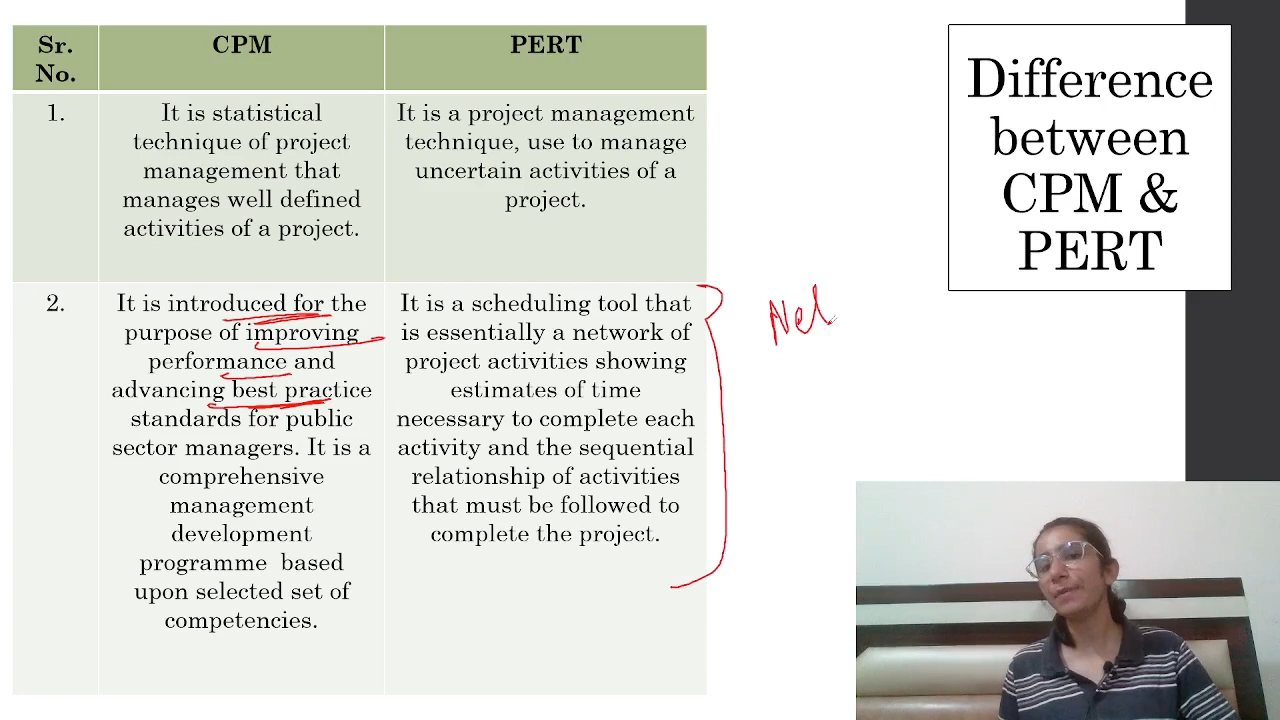 Sr. No.
CPM
PERT
1.
It is statistical
technique of project
management that
manages well defined
activities of a project.
It is a project management
technique, use to manage
uncertain activities of a
project.
2.
It is introduced for the
purpose of improving
performance and
advancing best practice
standards for public
sector managers. It is a
comprehensive
management
development
programme  based
upon selected set of
competencies.
It is a scheduling tool that
is essentially a network of
project activities showing
estimates of time
necessary to complete each
activity and the sequential
relationship of activities
that must be followed to
complete the project.
Difference
between
CPM &
PERT